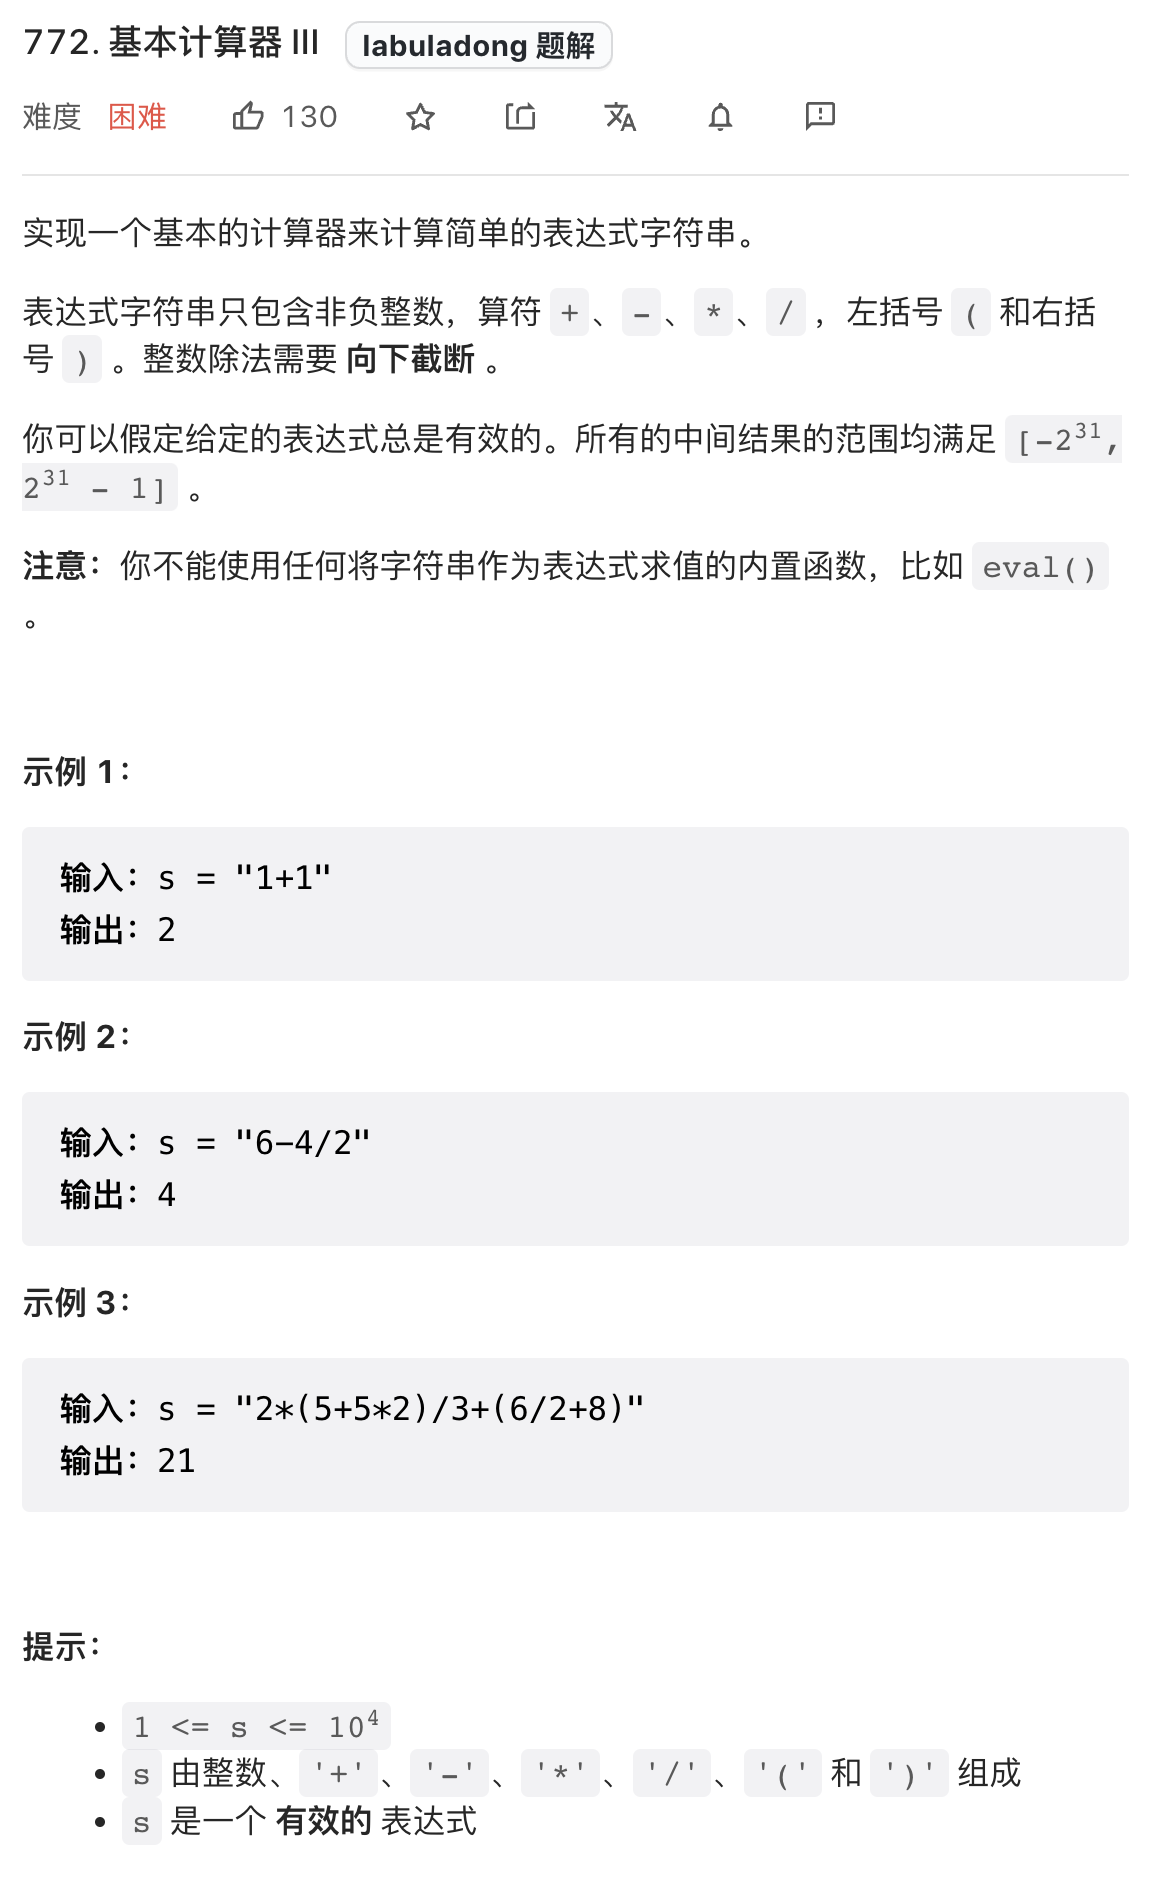 772. 基本计算器 III labuladong 题解
难度 困难 130
实现一个基本的计算器来计算简单的表达式字符串。
表达式字符串只包含非负整数，算符 + 、 - 、 * 、 / ，左括号 ( 和右括
号 ) 。整数除法需要 向下截断 。
你可以假定给定的表达式总是有效的。所有的中间结果的范围均满足 [-2³¹,
2³¹ - 1] 。
注意：你不能使用任何将字符串作为表达式求值的内置函数，比如 eval()
。
示例 1：
输入：s = "1+1"
输出：2
示例 2：
输入：s = "6-4/2"
输出：4
示例 3：
输入：s = "2*(5+5*2)/3+(6/2+8)"
输出：21
提示：
• 1 <= s <= 10⁴
• s 由整数、'+' 、 '-' 、 '*' 、 '/' 、 '(' 和 ')' 组成
• s 是一个 有效的 表达式